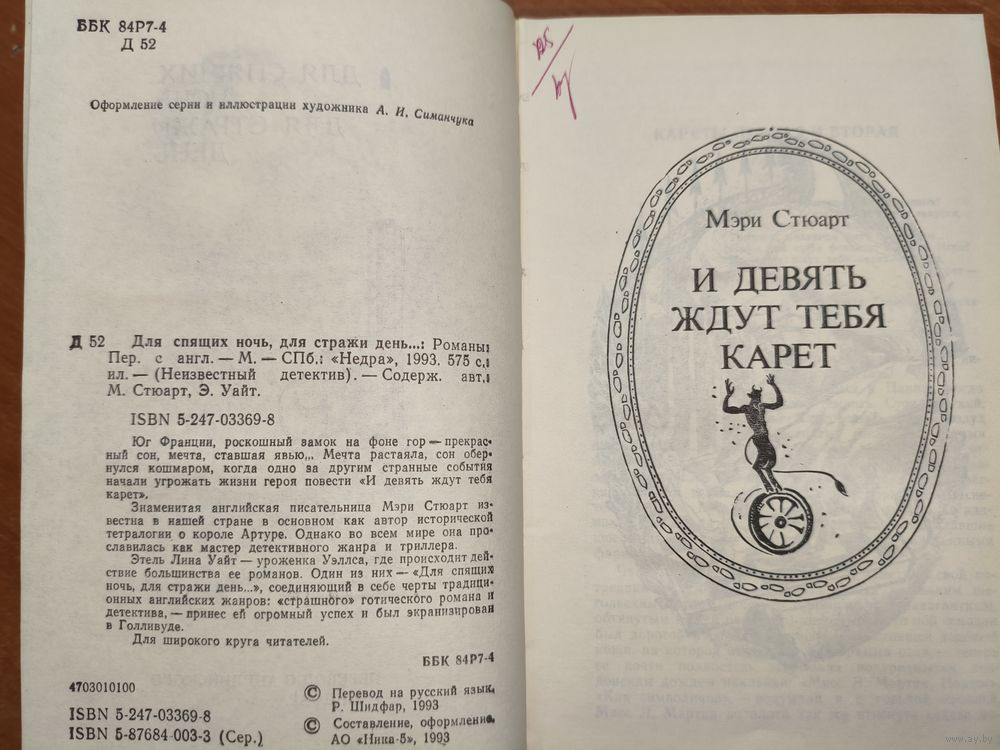 ББК 84Р7-4
Д 52
Оформление серии и иллюстрации художника А. И. Симанчука
Д 52 Для спящих ночь, для стражи день...: Романы:
Пер. с англ. — М. — СПб.: «Недра», 1993. 575 с.:
ил. — (Неизвестный детектив). — Содерж. авт.:
М. Стюарт, Э. Уайт.
ISBN 5-247-03369-8
Юг Франции, роскошный замок на фоне гор — прекрас-
ный сон, мечта, ставшая явью... Мечта растаяла, сон обер-
нулся кошмаром, когда одно за другим странные события
начали угрожать жизни героя повести «И девять ждут тебя
карет».
Знаменитая английская писательница Мэри Стюарт из-
вестна в нашей стране в основном как автор исторической
тетралогии о короле Артуре. Однако во всем мире она про-
славилась как мастер детективного жанра и триллера.
Этель Лина Уайт — уроженка Уэллса, где происходит дей-
ствие большинства ее романов. Один из них — «Для спящих
ночь, для стражи день...», соединяющий в себе черты традици-
онных английских жанров: «страшного» готического романа и
детектива, — принес ей огромный успех и был экранизирован
в Голливуде.
Для широкого круга читателей.
ББК 84Р7-4
4703010100
ISBN 5-247-03369-8
ISBN 5-87684-003-3 (Сер.)
© Перевод на русский язык,
Р. Шидфар, 1993
© Составление, оформление.
АО «Ника-5», 1993
Мэри Стюарт
И ДЕВЯТЬ
ЖДУТ ТЕБЯ
КАРЕТ
www.ay.by